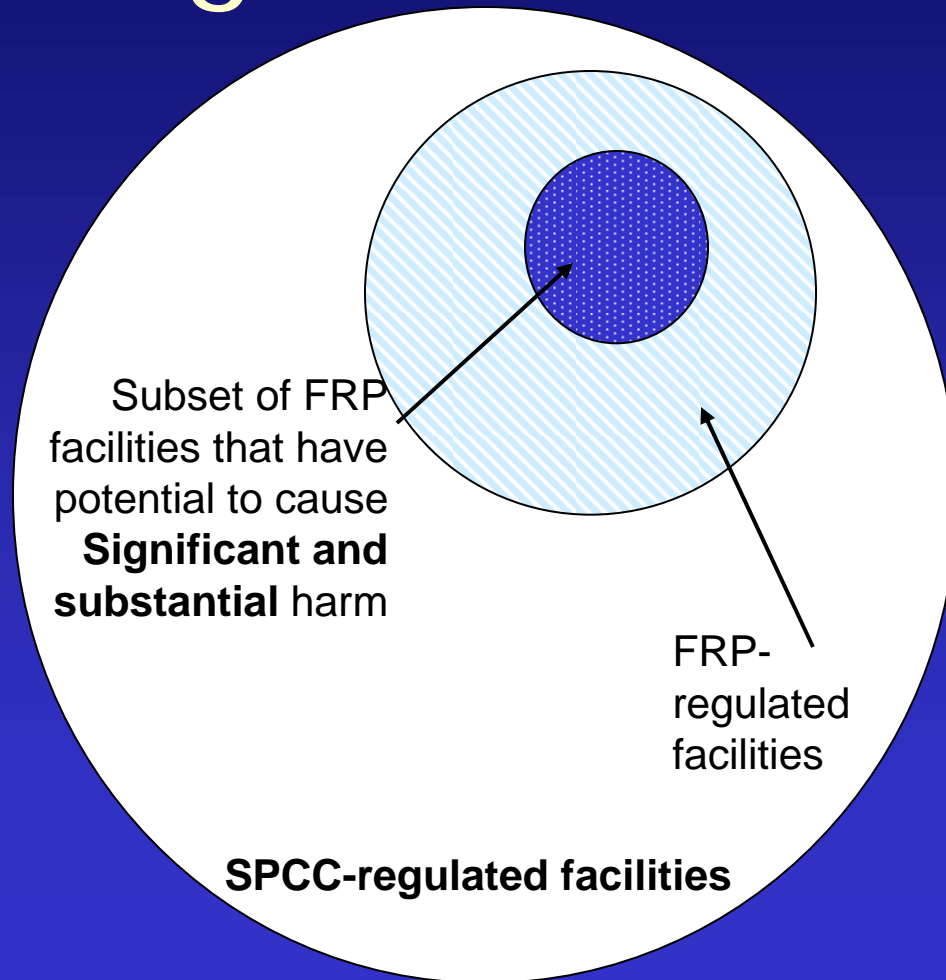 Subset of FRP
facilities that have
potential to cause
Significant and
substantial harm
FRP-
regulated
facilities
SPCC-regulated facilities